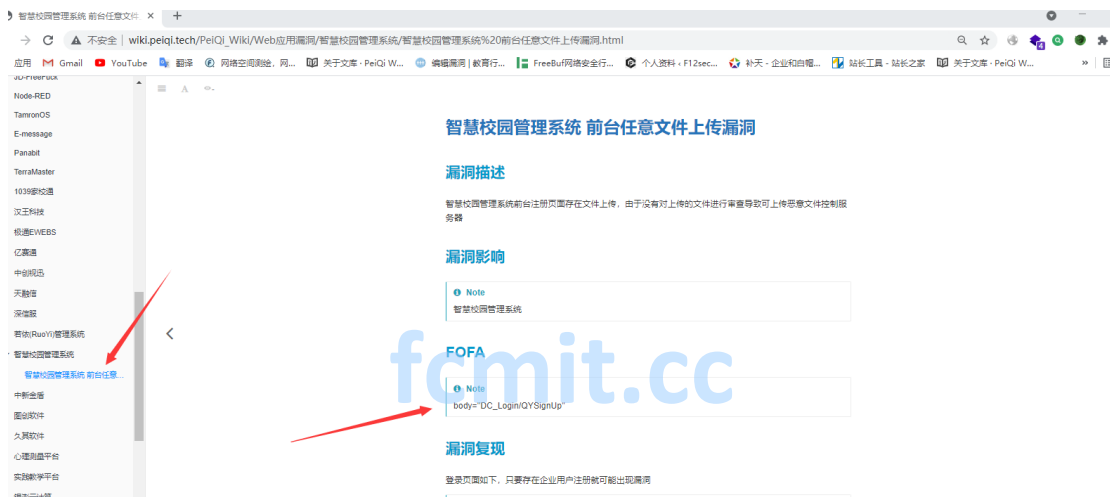 智慧校园管理系统 前台任意文件
不安全 | wiki.peiqi.tech/PeiQi_Wiki/Web应用漏洞/智慧校园管理系统/智慧校园管理系统%20前台任意文件上传漏洞.html
应用 Gmail YouTube 翻译 网络空间测绘，网... 关于文库 · PeiQi W... 编辑漏洞 | 教育行... FreeBuf网络安全行... 个人资料 ‹ F12sec... 补天 - 企业和白帽... 站长工具 - 站长之家 关于文库 · PeiQi W... »
JD-FreeFuck
Node-RED
TamronOS
E-message
Panabit
TerraMaster
1039家校通
汉王科技
极通EWEBS
亿赛通
中创视迅
天融信
深信服
若依(RuoYi)管理系统
智慧校园管理系统
智慧校园管理系统 前台任意...
中新金盾
图创软件
久其软件
心理测量平台
实践教学平台
智慧校园管理系统 前台任意文件上传漏洞
漏洞描述
智慧校园管理系统前台注册页面存在文件上传，由于没有对上传的文件进行审查导致可上传恶意文件控制服
务器
漏洞影响
Note
智慧校园管理系统
FOFA
Note
body="DC_Login/QYSignUp"
漏洞复现
登录页面如下，只要存在企业用户注册就可能出现漏洞
fcmit.cc